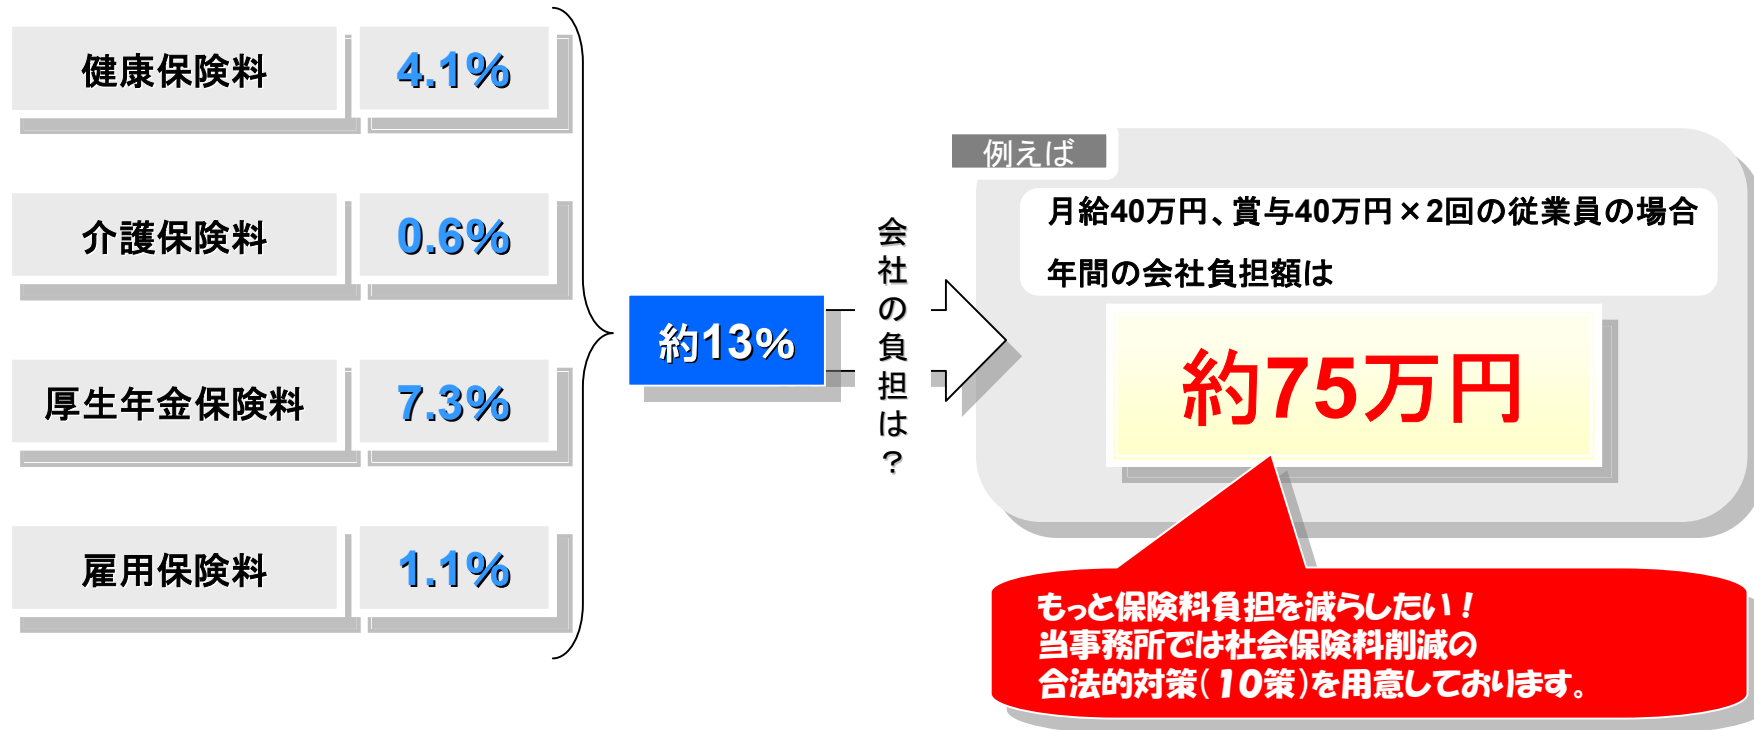 健康保険料 4.1%
介護保険料 0.6%
厚生年金保険料 7.3%
雇用保険料 1.1%
約13%
会社の負担は?
例えば
月給40万円、賞与40万円×2回の従業員の場合
年間の会社負担額は
約75万円
もっと保険料負担を減らしたい!
当事務所では社会保険料削減の
合法的対策(10策)を用意しております。